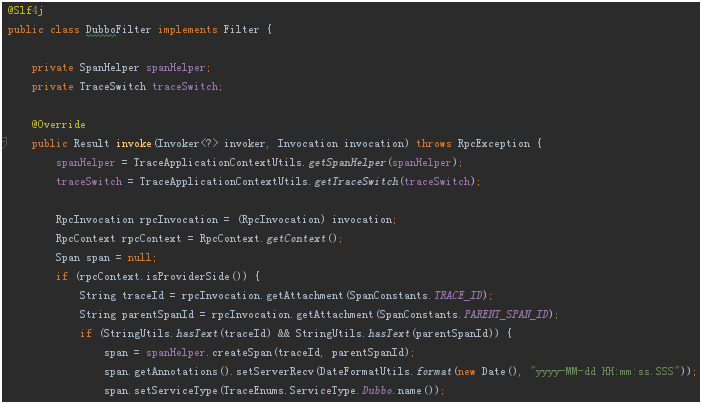 @Slf4j
public class DubboFilter implements Filter {
private SpanHelper spanHelper;
private TraceSwitch traceSwitch;
@Override
public Result invoke(Invoker<?> invoker, Invocation invocation) throws RpcException {
spanHelper = TraceApplicationContextUtils.getSpanHelper(spanHelper);
traceSwitch = TraceApplicationContextUtils.getTraceSwitch(traceSwitch);
RpcInvocation rpcInvocation = (RpcInvocation) invocation;
RpcContext rpcContext = RpcContext.getContext();
Span span = null;
if (rpcContext.isProviderSide()) {
String traceId = rpcInvocation.getAttachment(SpanConstants.TRACE_ID);
String parentSpanId = rpcInvocation.getAttachment(SpanConstants.PARENT_SPAN_ID);
if (StringUtils.hasText(traceId) && StringUtils.hasText(parentSpanId)) {
span = spanHelper.createSpan(traceId, parentSpanId);
span.getAnnotations().setServerRecv(DateFormatUtils.format(new Date(), "yyyy-MM-dd HH:mm:ss.SSS"));
span.setServiceType(TraceEnums.ServiceType.Dubbo.name());